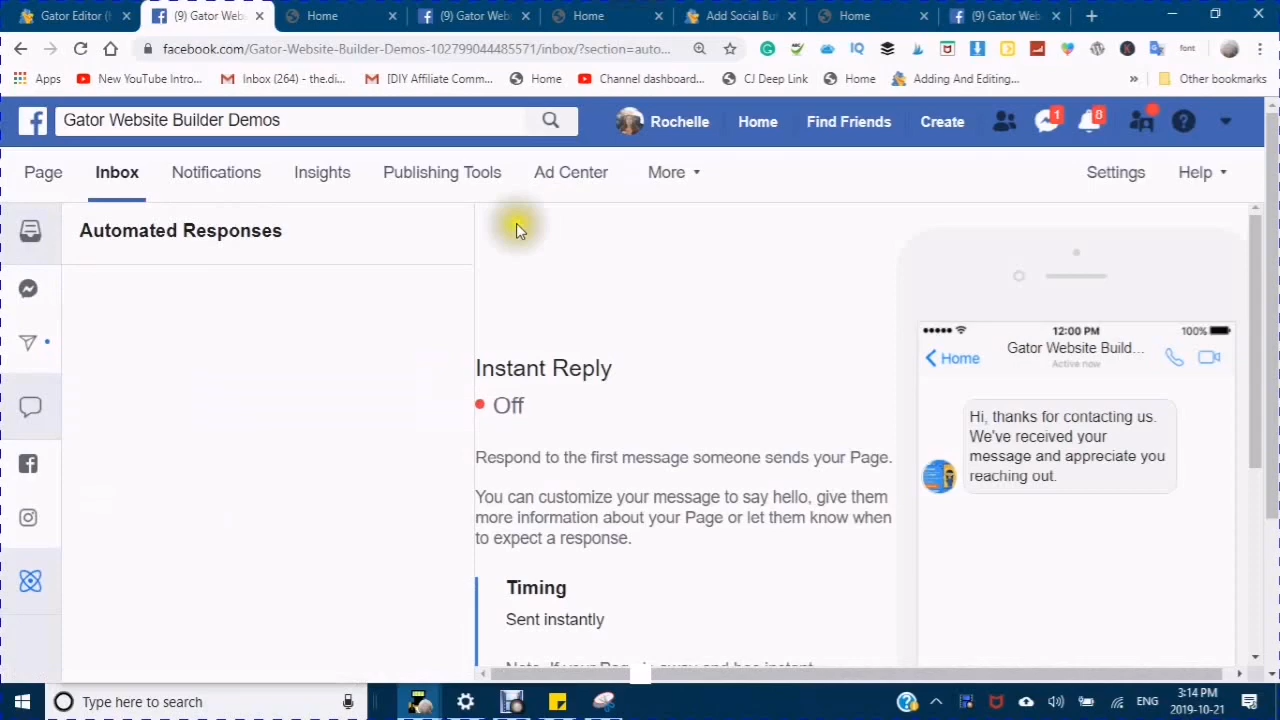 Gator Editor (
(9) Gator Web
Home
(9) Gator Web
Home
Add Social Bu
Home
(9) Gator Web
facebook.com/Gator-Website-Builder-Demos-102799044485571/inbox/?section=auto...
font
Apps
New YouTube Intro...
Inbox (264) - the.di...
[DIY Affiliate Comm...
Home
Channel dashboard...
CJ Deep Link
Home
Adding And Editing...
»
Other bookmarks
Gator Website Builder Demos
Rochelle
Home
Find Friends
Create
1
8
Page
Inbox
Notifications
Insights
Publishing Tools
Ad Center
More
Settings
Help
Automated Responses
Instant Reply
Off
Respond to the first message someone sends your Page.
You can customize your message to say hello, give them
more information about your Page or let them know when
to expect a response.
Timing
Sent instantly
12:00 PM
100%
Home
Gator Website Build...
Active now
Hi, thanks for contacting us.
We've received your
message and appreciate you
reaching out.
Type here to search
ENG
3:14 PM
2019-10-21